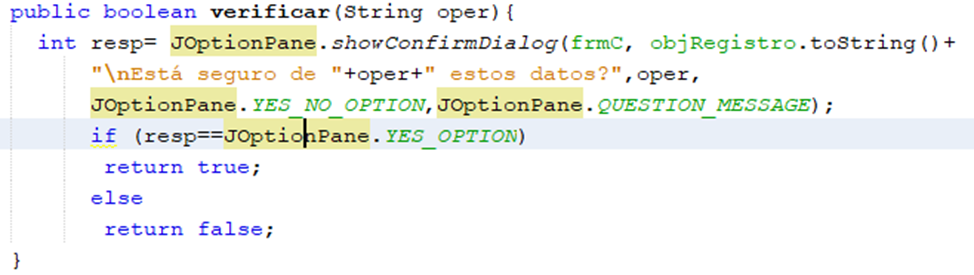 public boolean verificar(String oper){
int resp= JOptionPane.showConfirmDialog(frmC, objRegistro.toString()+
"\nEstá seguro de "+oper+" estos datos?",oper,
JOptionPane.YES_NO_OPTION,JOptionPane.QUESTION_MESSAGE);
if (resp==JOptionPane.YES_OPTION)
return true;
else
return false;
}